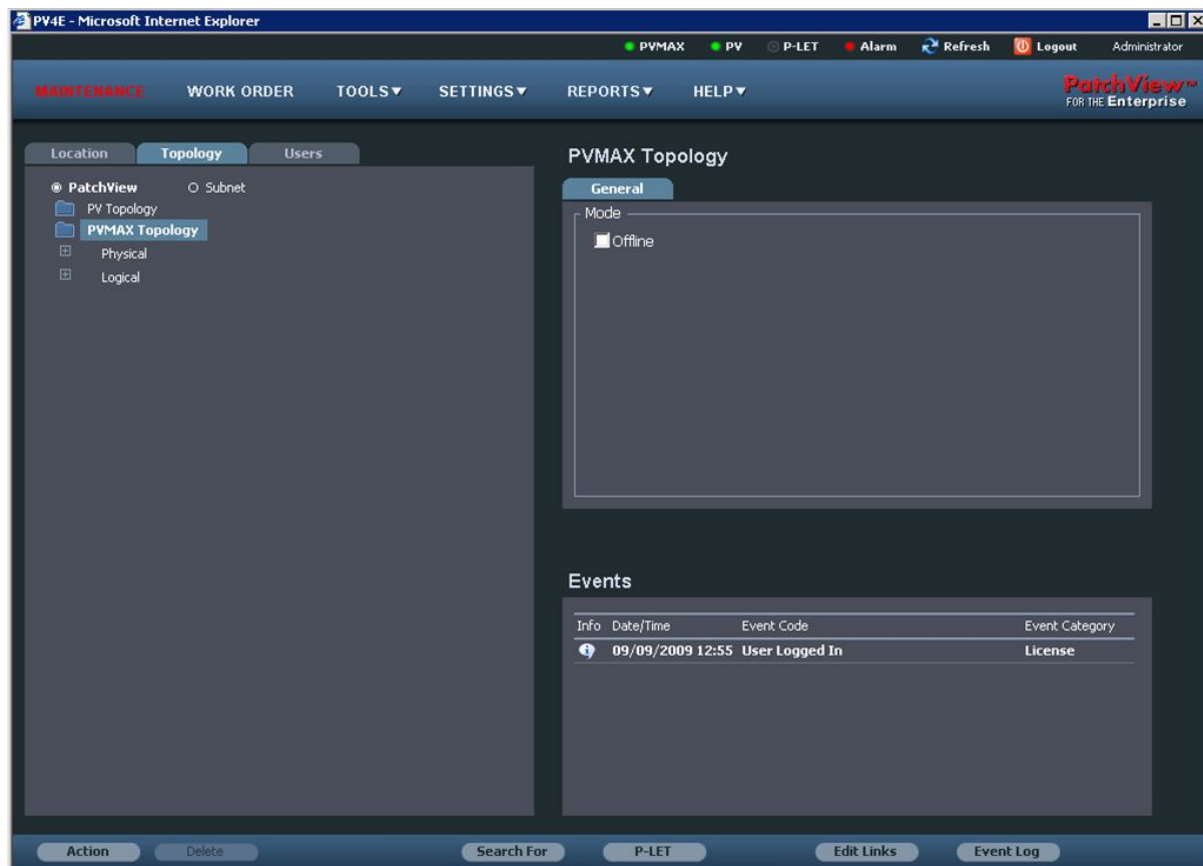 PV4E - Microsoft Internet Explorer
PVMAX PV P-LET Alarm Refresh Logout Administrator
MAINTENANCE WORK ORDER TOOLS▼ SETTINGS▼ REPORTS▼ HELP▼
PatchView™
FOR THE Enterprise
Location Topology Users
PatchView Subnet
PV Topology
PVMAX Topology
Physical
Logical
PVMAX Topology
General
Mode
Offline
Events
Info Date/Time Event Code Event Category
09/09/2009 12:55 User Logged In License
Action Delete Search For P-LET Edit Links Event Log